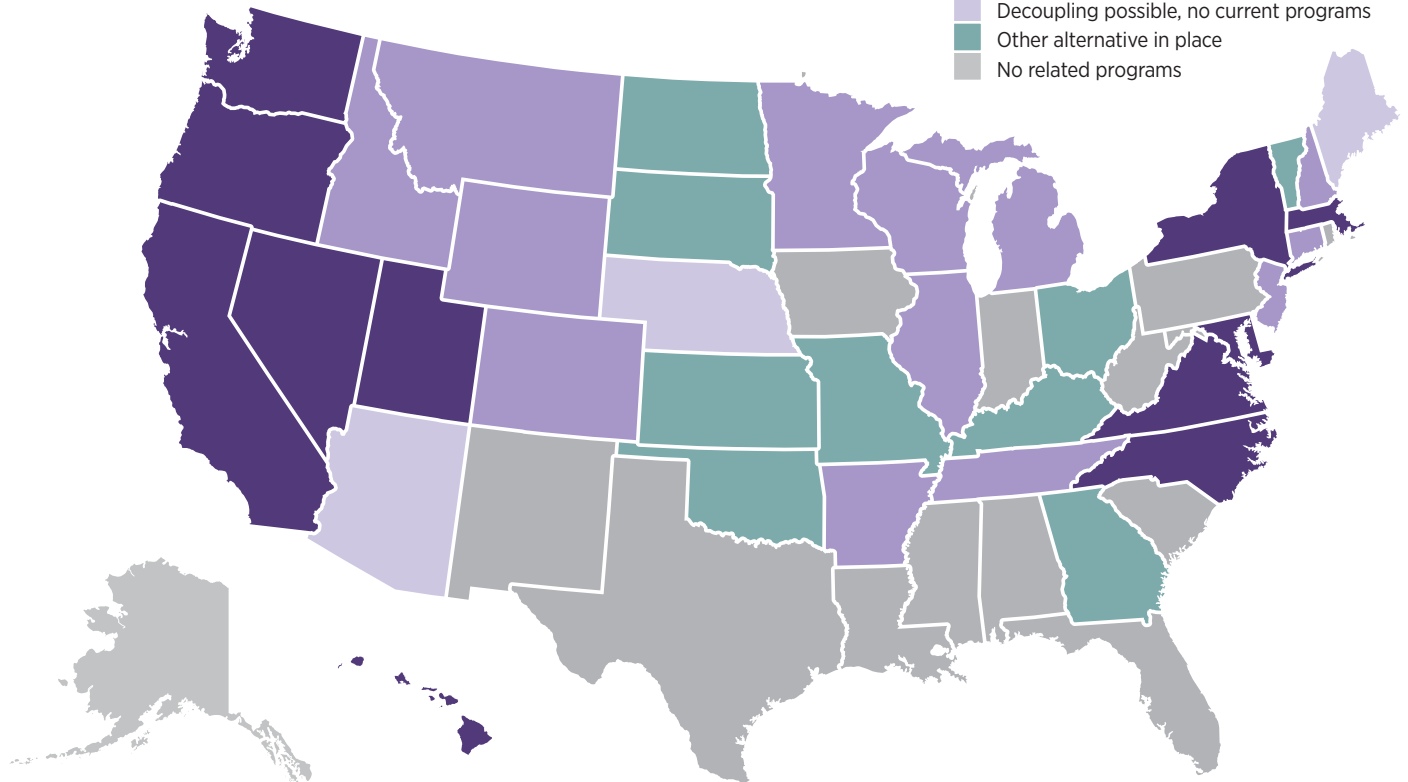 Decoupling possible, no current programs
Other alternative in place
No related programs